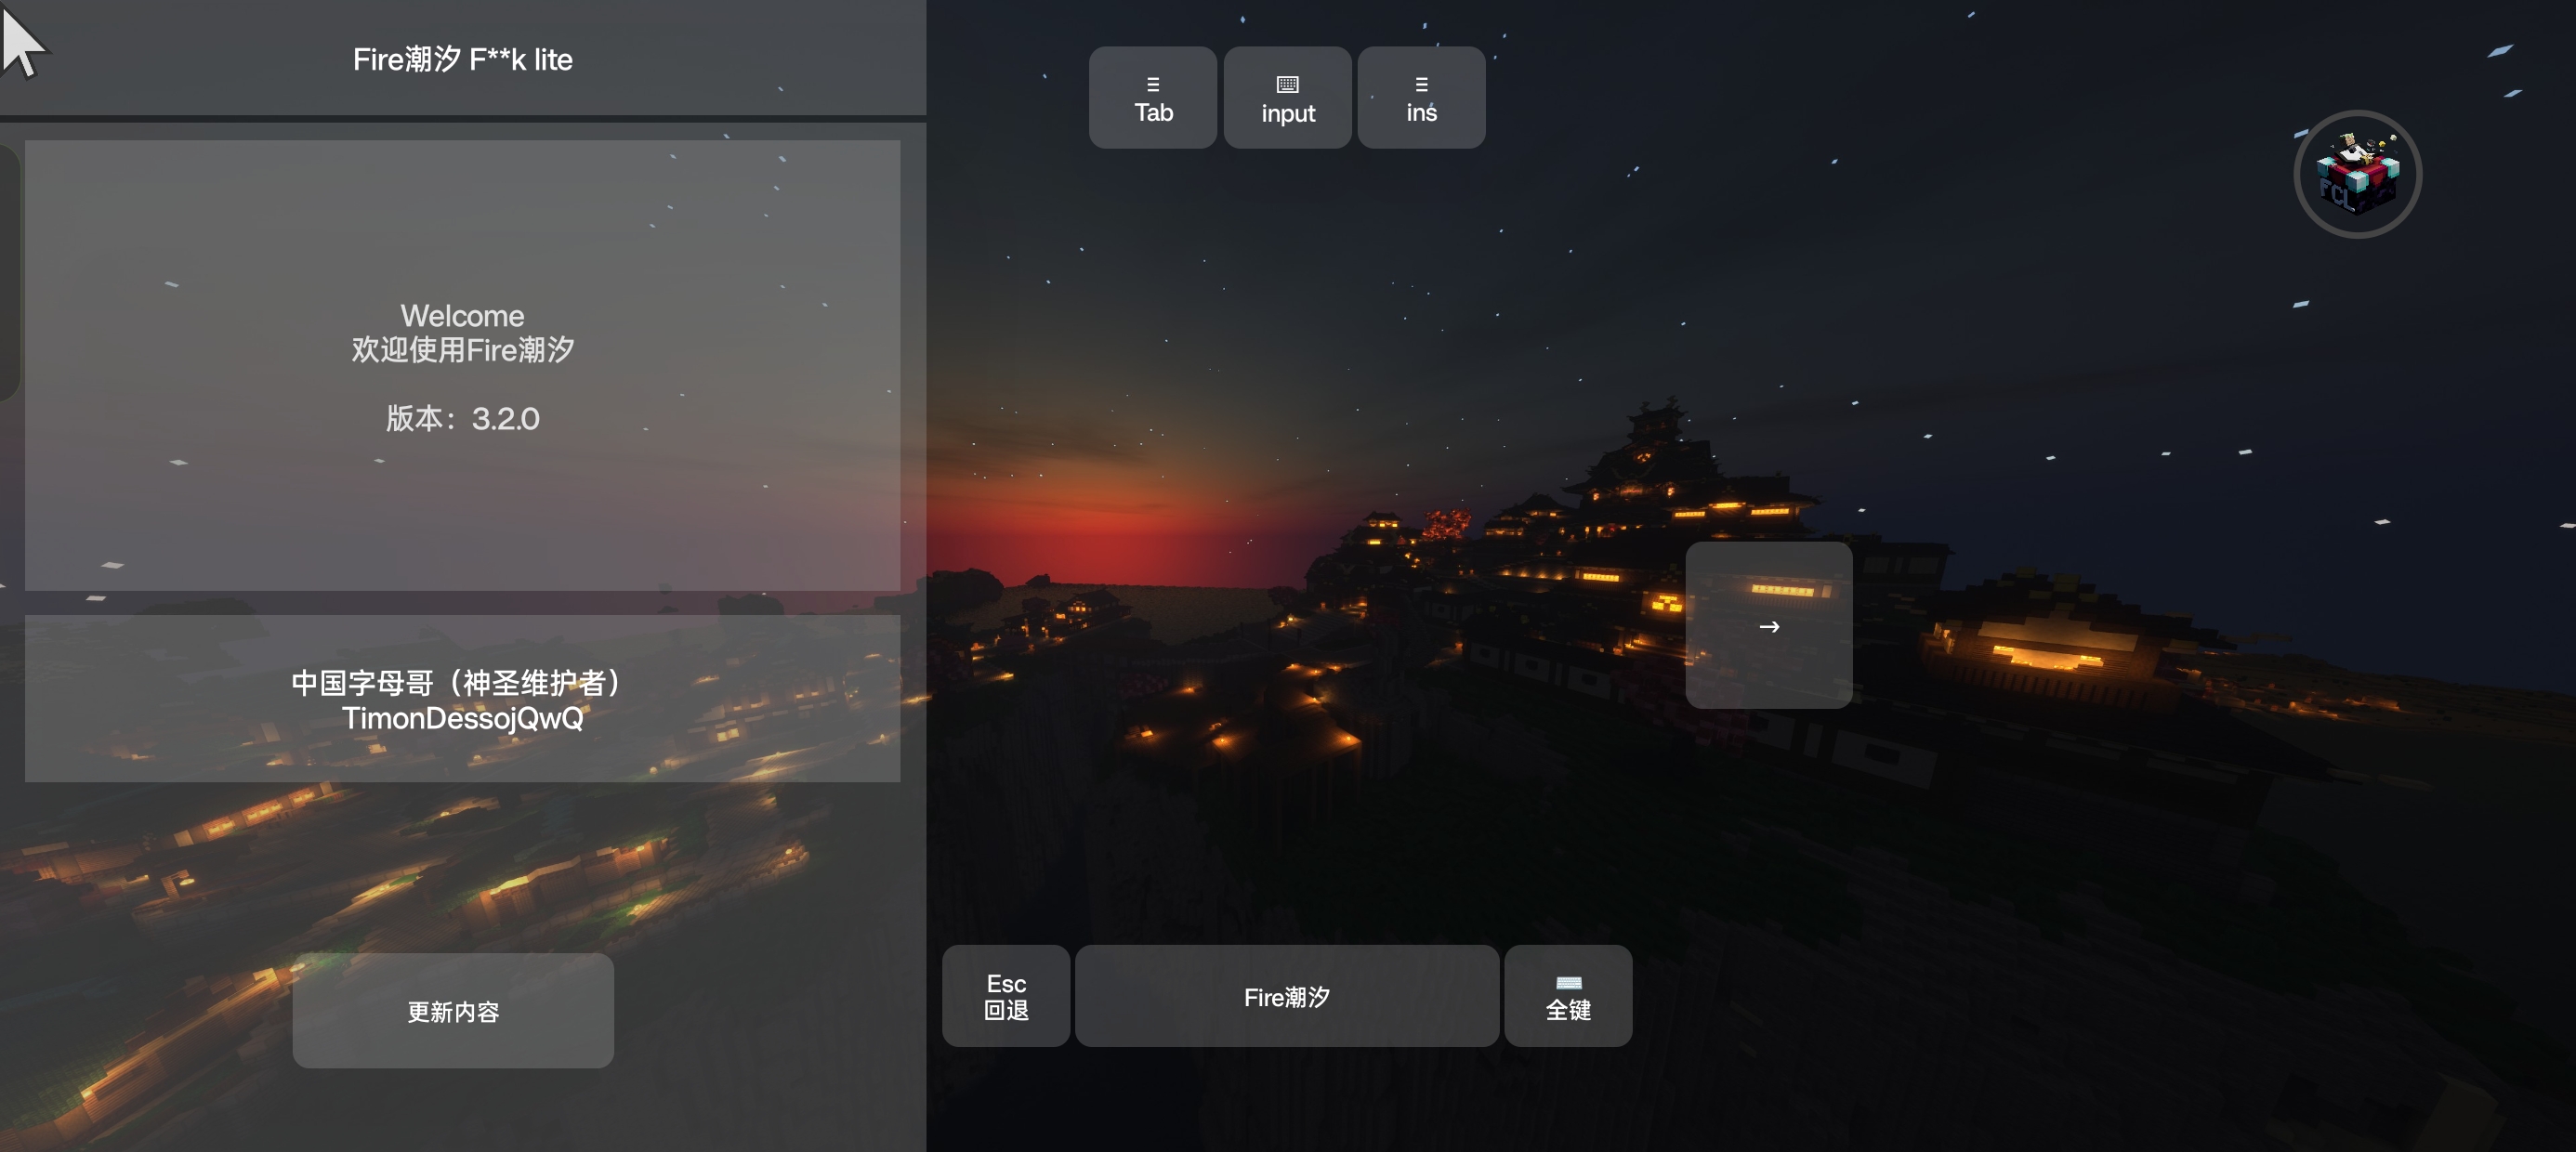 Fire潮汐 F**k lite
Welcome
欢迎使用Fire潮汐
版本：3.2.0
中国字母哥（神圣维护者）
TimonDessojQwQ
更新内容
Tab
input
ins
FCL
→
Esc
回退
Fire潮汐
全键